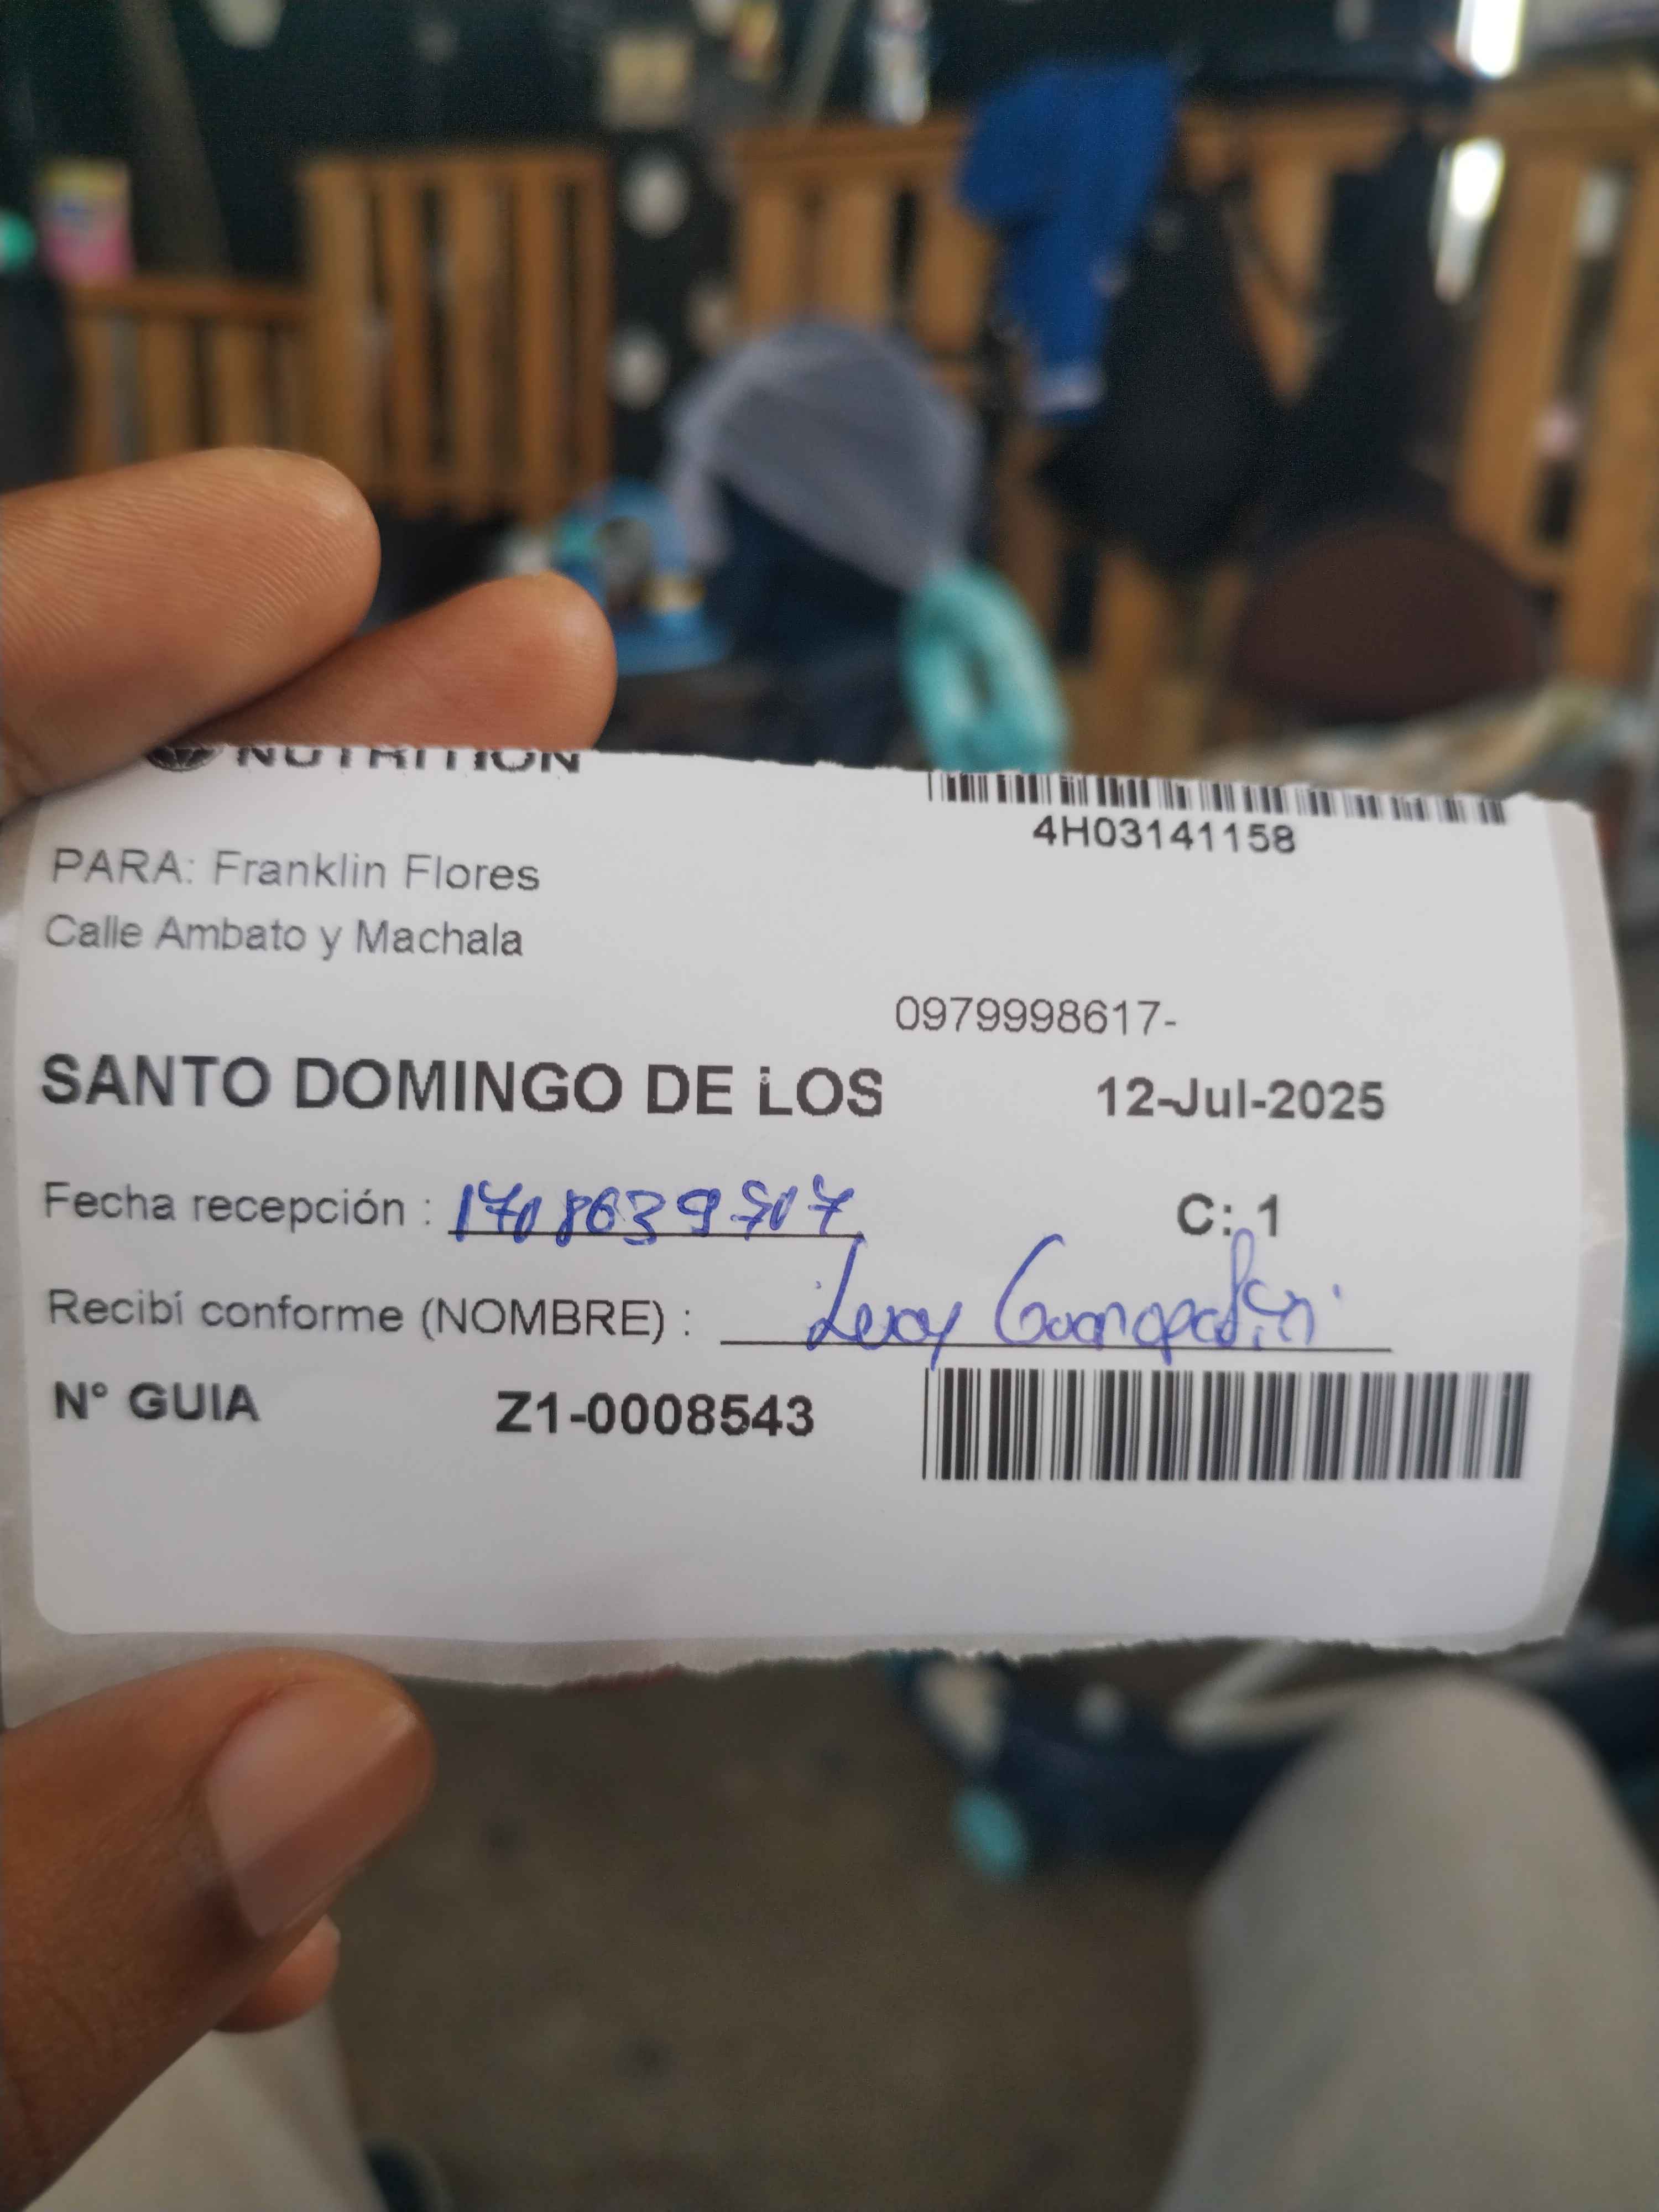 NUTRITION
4H03141158
PARA: Franklin Flores
Calle Ambato y Machala
0979998617-
SANTO DOMINGO DE LOS 12-Jul-2025
Fecha recepción : C: 1
Recibí conforme (NOMBRE) :
N° GUIA Z1-0008543